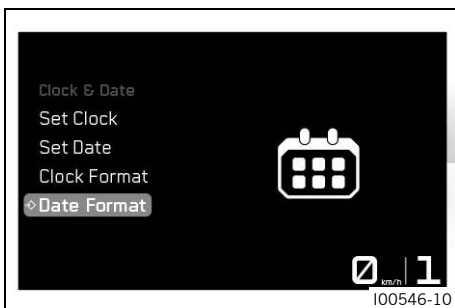 Clock & Date
Set Clock
Set Date
Clock Format
Date Format
0 km/h 1
I00546-10